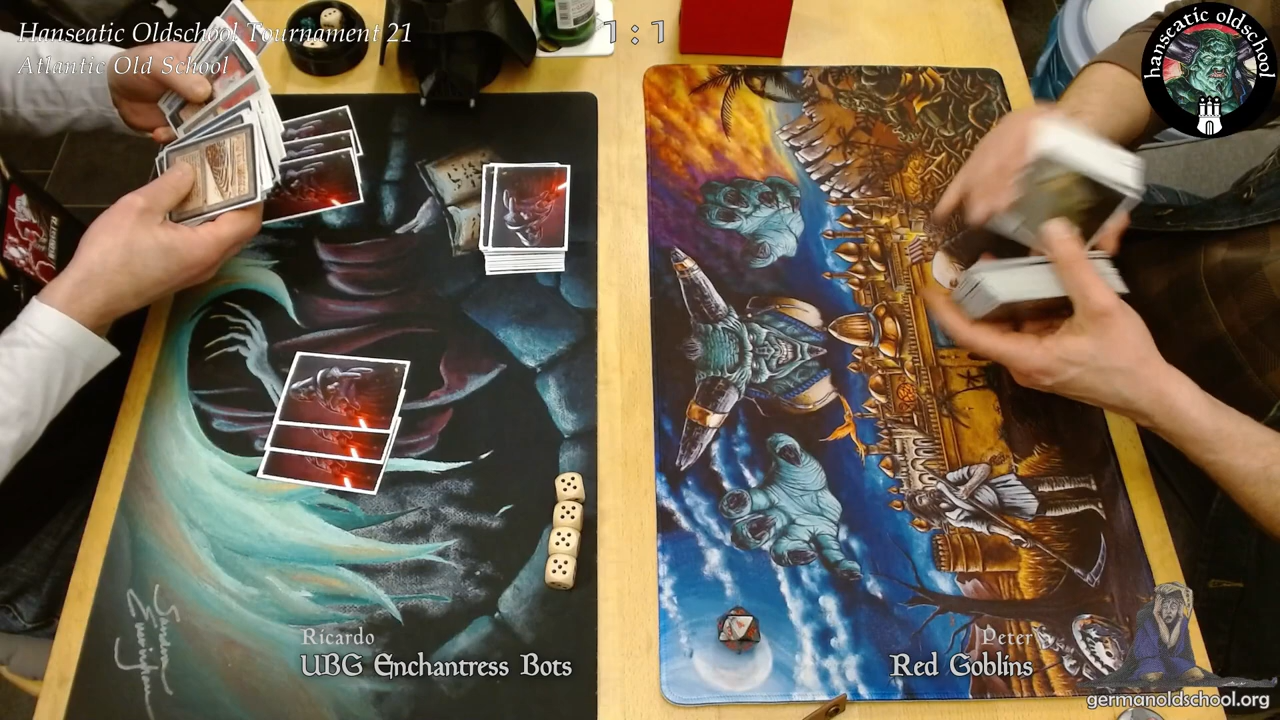 Hanseatic Oldschool Tournament 21
Atlantic Old School
1 : 1
hanseatic oldschool
Ricardo
UBG Enchantress Bots
Peter
Red Goblins
germanoldschool.org